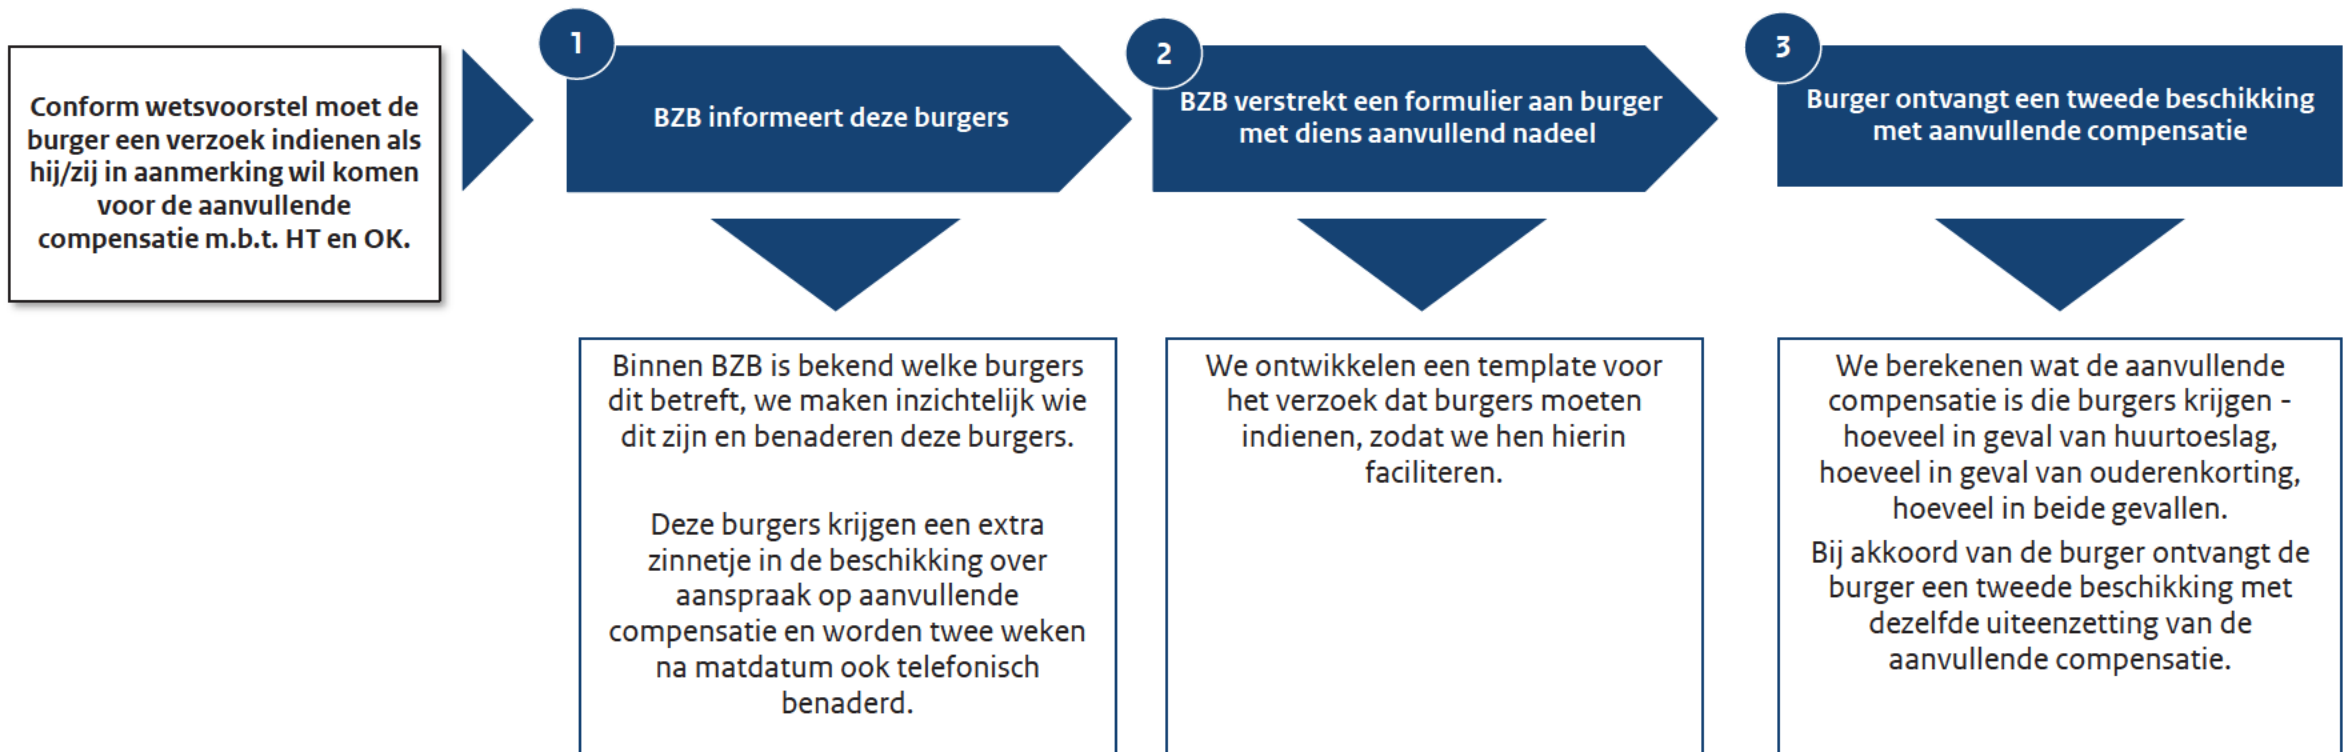 Conform wetsvoorstel moet de
burger een verzoek indienen als
hij/zij in aanmerking wil komen
voor de aanvullende
compensatie m.b.t. HT en OK.
1
BZB informeert deze burgers
Binnen BZB is bekend welke burgers
dit betreft, we maken inzichtelijk wie
dit zijn en benaderen deze burgers.
Deze burgers krijgen een extra
zinnetje in de beschikking over
aanspraak op aanvullende
compensatie en worden twee weken
na matdatum ook telefonisch
benaderd.
2
BZB verstrekt een formulier aan burger
met diens aanvullend nadeel
We ontwikkelen een template voor
het verzoek dat burgers moeten
indienen, zodat we hen hierin
faciliteren.
3
Burger ontvangt een tweede beschikking
met aanvullende compensatie
We berekenen wat de aanvullende
compensatie is die burgers krijgen -
hoeveel in geval van huurtoeslag,
hoeveel in geval van ouderenkorting,
hoeveel in beide gevallen.
Bij akkoord van de burger ontvangt de
burger een tweede beschikking met
dezelfde uiteenzetting van de
aanvullende compensatie.